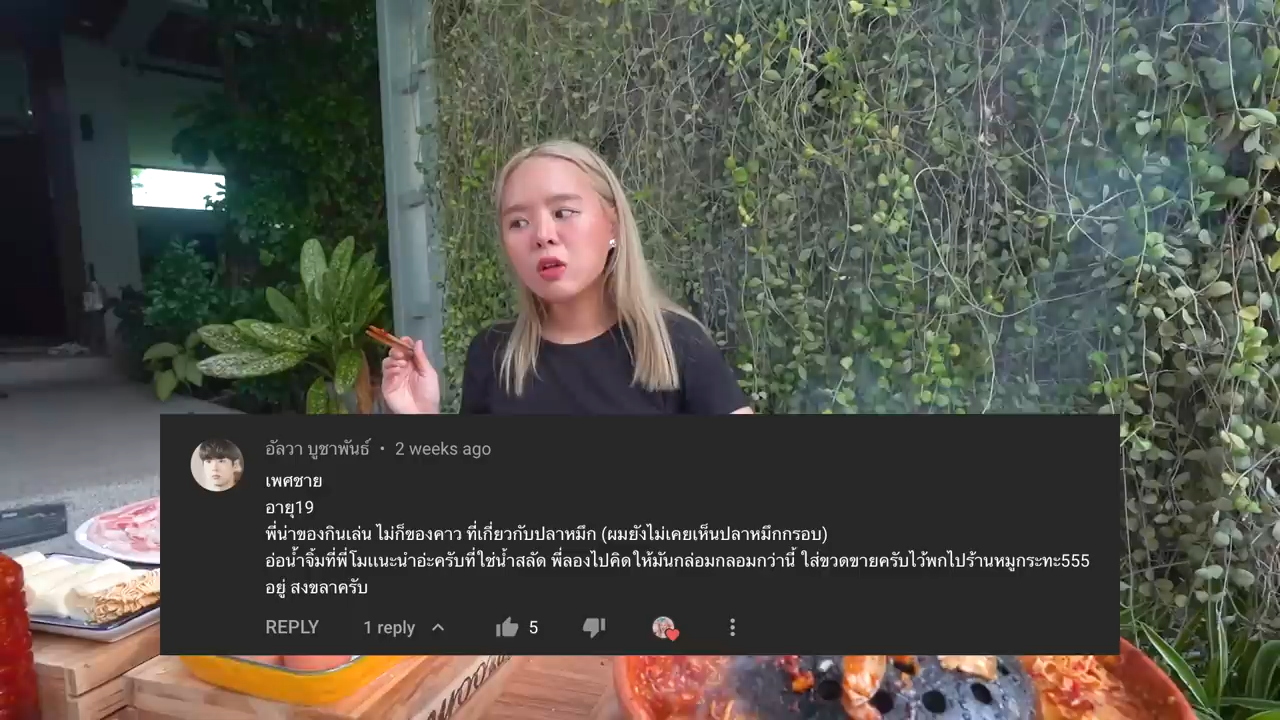 อัลวา บูชาพันธ์ • 2 weeks ago
เพศชาย
อายุ19
พี่น่าของกินเล่น ไม่ก็ของคาว ที่เกี่ยวกับปลาหมึก (ผมยังไม่เคยเห็นปลาหมึกกรอบ)
อ่อน้ำจิ้มที่พี่โมแนะนำอ่ะครับที่ใช่น้ำสลัด พี่ลองไปคิดให้มันกล่อมกลอมกว่านี้ ใส่ขวดขายครับไว้พกไปร้านหมูกระทะ555
อยู่ สงขลาครับ
REPLY 1 reply 5